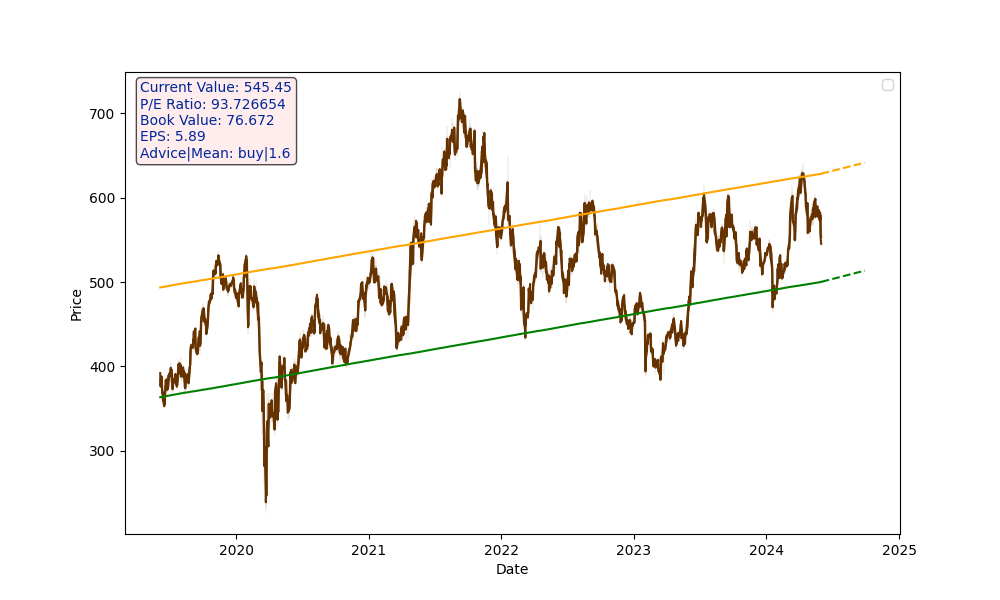 Current Value: 545.45
P/E Ratio: 93.726654
Book Value: 76.672
EPS: 5.89
Advice|Mean: buy|1.6
700
600
500
400
300
Price
2020 2021 2022 2023 2024 2025
Date